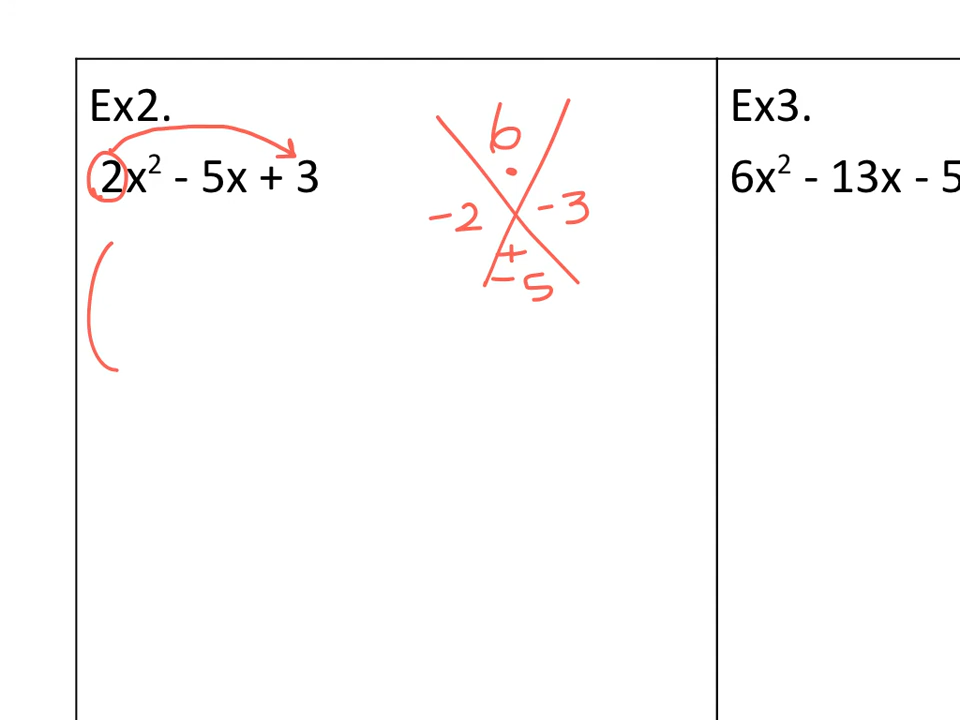 Ex2.
2x² - 5x + 3
6
-2 -3
+
-5
(
Ex3.
6x² - 13x - 5